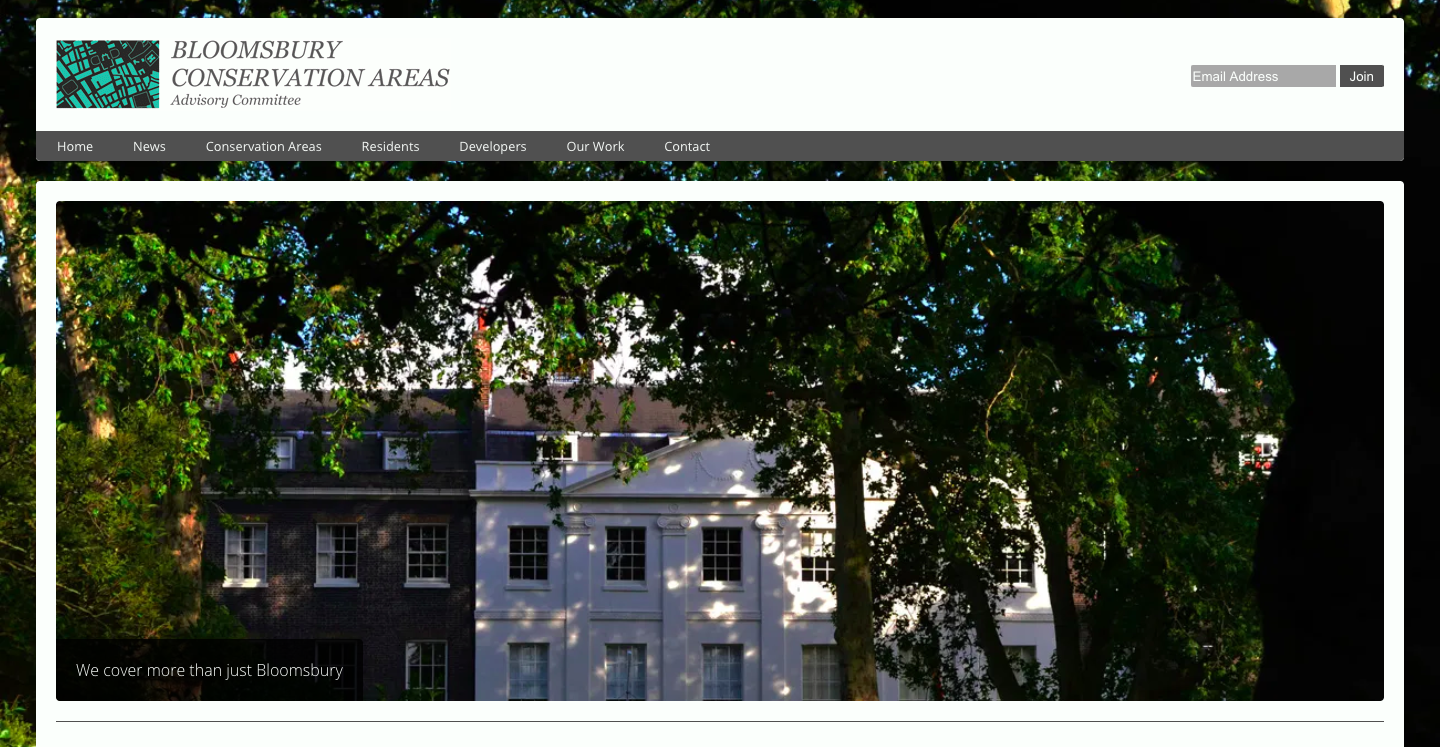 BLOOMSBURY
CONSERVATION AREAS
Advisory Committee
Email Address
Join
Home
News
Conservation Areas
Residents
Developers
Our Work
Contact
We cover more than just Bloomsbury